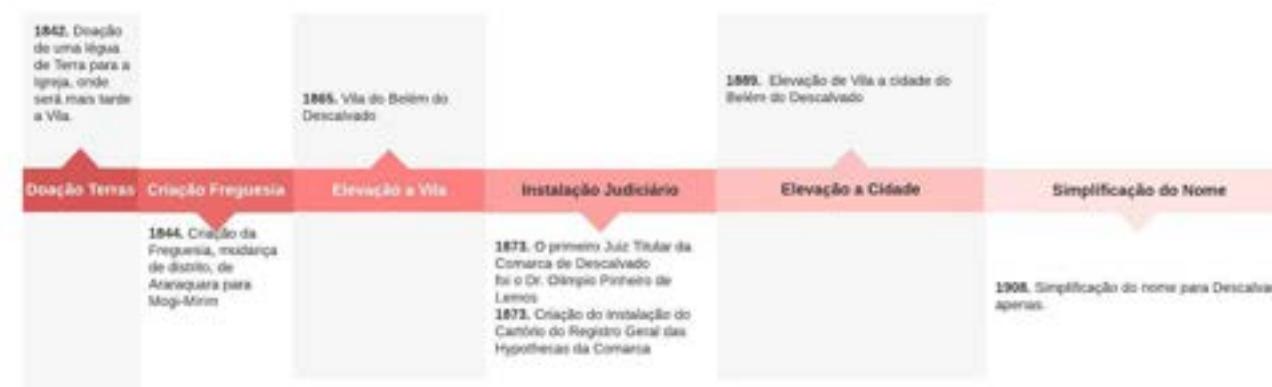 1842. Doação
de uma légua
de Terra para a
Igreja, onde
será mais tarde
a Vila.
1865. Vila do Belém do
Descalvado
1889. Elevação de Vila a cidade do
Belém do Descalvado
Doação Terras
Criação Freguesia
Elevação a Vila
Instalação Judiciário
Elevação a Cidade
Simplificação do Nome
1844. Criação da
Freguesia, mudança
de distrito, de
Araraquara para
Mogi-Mirim
1873. O primeiro Juiz Titular da
Comarca de Descalvado
foi o Dr. Olimpio Pinheiro de
Lemos
1873. Criação do Instalação do
Cartório do Registro Geral das
Hypothecas da Comarca
1908. Simplificação do nome para Descalva
apenas.